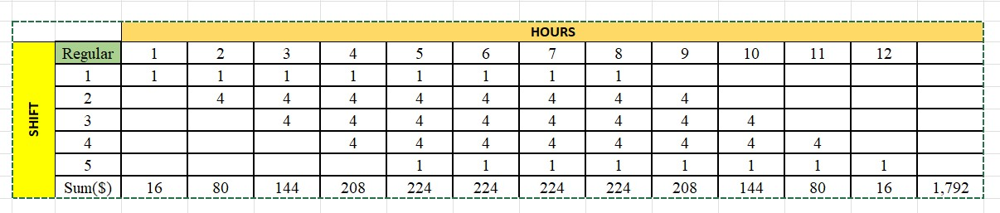 HOURS
SHIFT
Regular 1 2 3 4 5 6 7 8 9 10 11 12
1 1 1 1 1 1 1 1 1
2 4 4 4 4 4 4 4 4
3 4 4 4 4 4 4 4 4
4 4 4 4 4 4 4 4 4
5 1 1 1 1 1 1 1 1
Sum($) 16 80 144 208 224 224 224 224 208 144 80 16 1,792